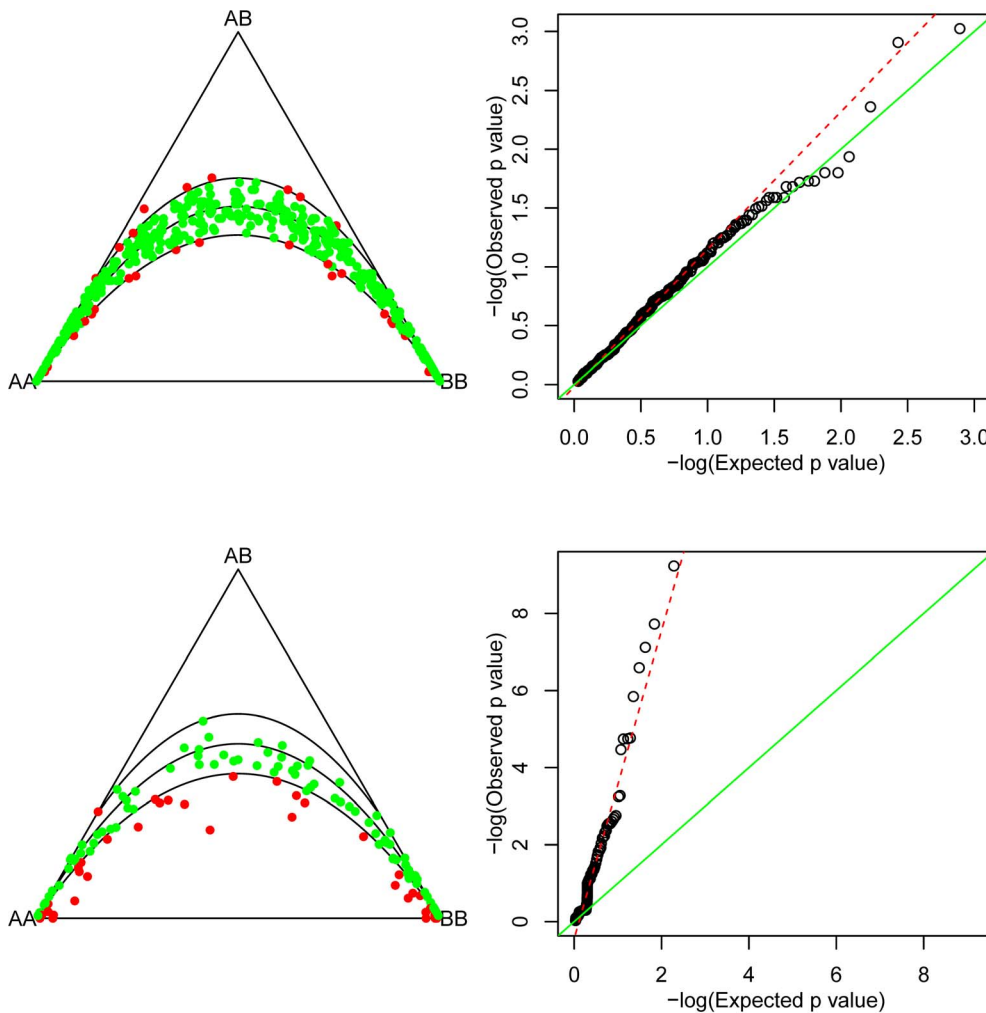 AB
AA
BB
−log(Observed p value)
0.0 0.5 1.0 1.5 2.0 2.5 3.0
0.0 0.5 1.0 1.5 2.0 2.5 3.0
−log(Expected p value)
AB
AA
BB
−log(Observed p value)
0 2 4 6 8
0 2 4 6 8
−log(Expected p value)